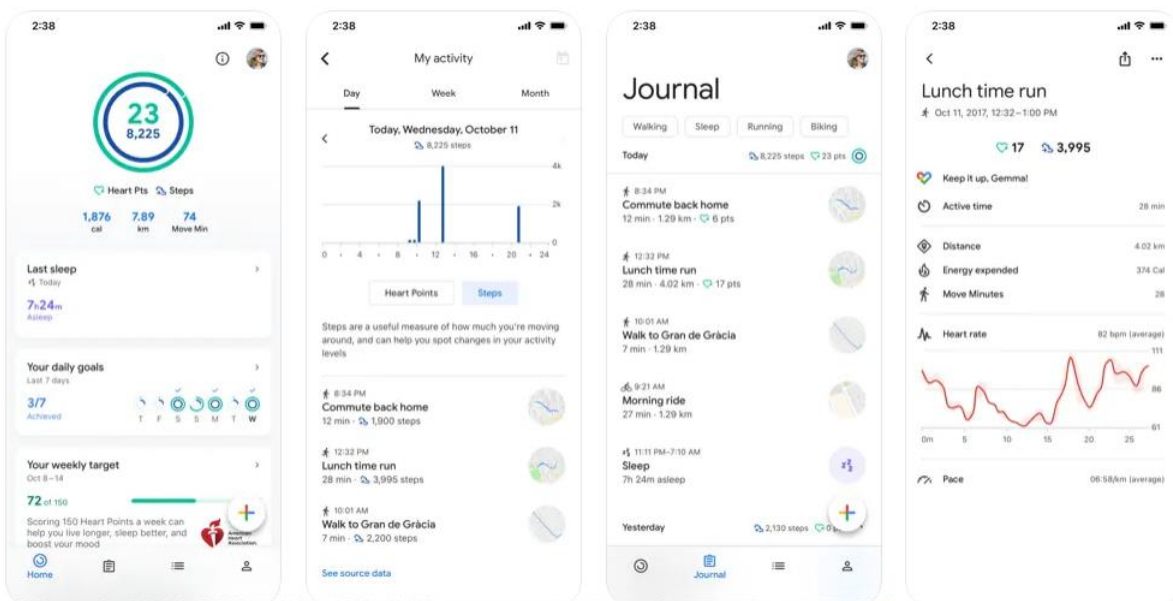 2:38
23
8,225
Heart Pts Steps
1,876 7.89 74
cal km Move Min
Last sleep
Today
7h24m
Asleep
Your daily goals
Last 7 days
3/7
Achieved
T F S S M T W
Your weekly target
Oct 8–14
72 of 150
Scoring 150 Heart Points a week can
help you live longer, sleep better, and
boost your mood
American
Heart
Association.
Home
2:38
My activity
Day Week Month
Today, Wednesday, October 11
8,225 steps
4k
2k
0
0 4 8 12 16 20 24
Heart Points Steps
Steps are a useful measure of how much you're moving
around, and can help you spot changes in your activity
levels
8:34 PM
Commute back home
12 min · 1,900 steps
12:32 PM
Lunch time run
28 min · 3,995 steps
10:01 AM
Walk to Gran de Gràcia
7 min · 2,200 steps
See source data
2:38
Journal
Walking Sleep Running Biking
Today 8,225 steps 23 pts
8:34 PM
Commute back home
12 min · 1.29 km · 6 pts
12:32 PM
Lunch time run
28 min · 4.02 km · 17 pts
10:01 AM
Walk to Gran de Gràcia
7 min · 1.29 km
9:21 AM
Morning ride
27 min · 1.29 km
11:11 PM–7:10 AM
Sleep
7h 24m asleep
Yesterday 2,130 steps
Journal
2:38
Lunch time run
Oct 11, 2017, 12:32–1:00 PM
17 3,995
Keep it up, Gemma!
Active time 28 min
Distance 4.02 km
Energy expended 374 Cal
Move Minutes 28
Heart rate 82 bpm (average)
111
86
61
0m 5 10 15 20 25
Pace 06:58/km (average)